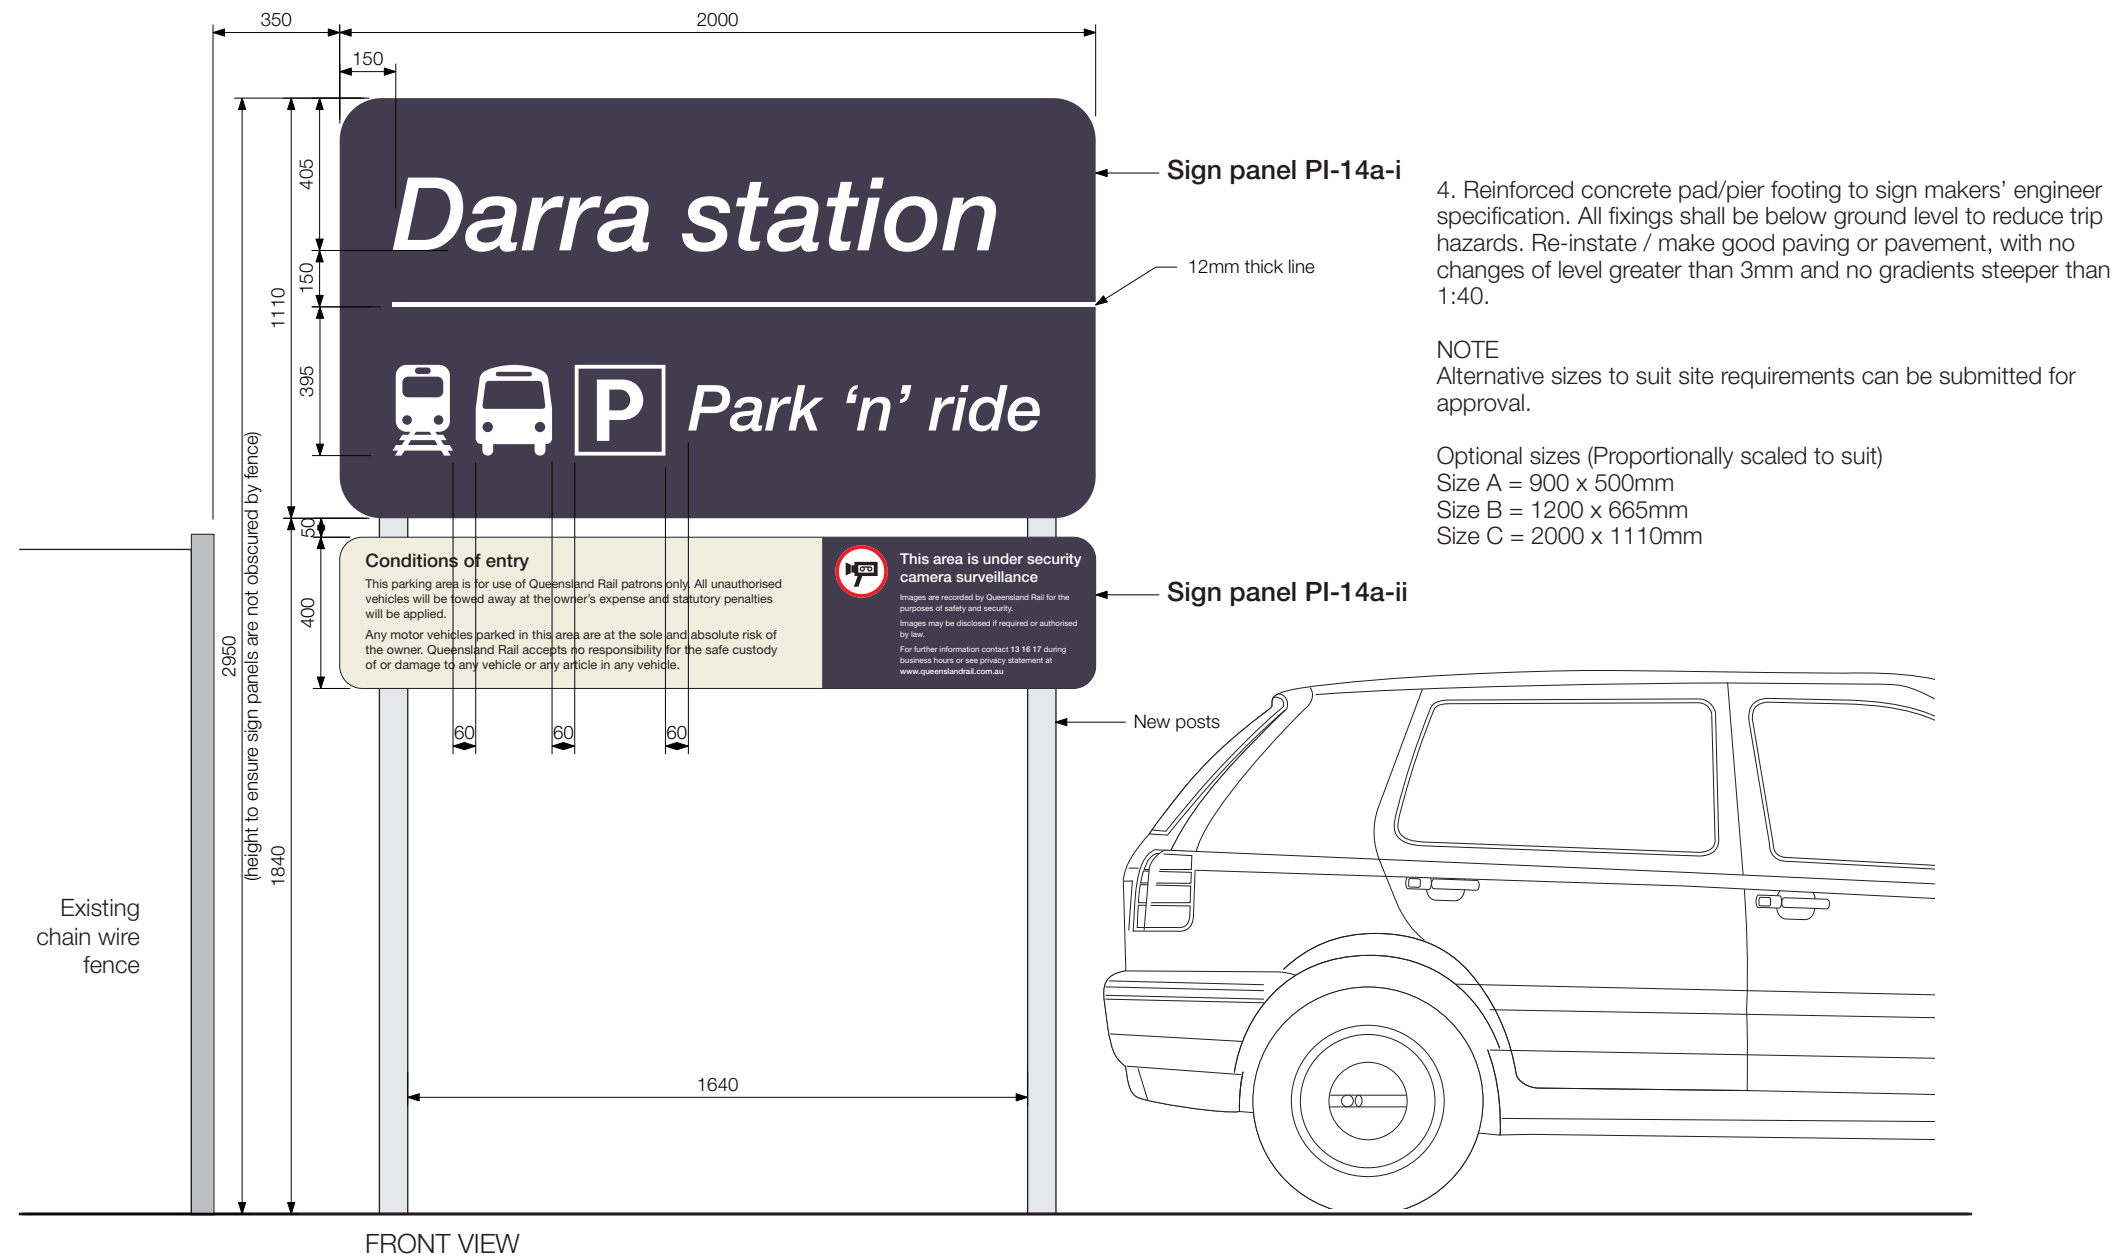 350
2000
150
405
150
1110
395
50
400
2950
(height to ensure sign panels are not obscured by fence)
1840
Darra station
P Park ‘n’ ride
Sign panel PI-14a-i
12mm thick line
Conditions of entry
This parking area is for use of Queensland Rail patrons only. All unauthorised
vehicles will be towed away at the owner’s expense and statutory penalties
will be applied.
Any motor vehicles parked in this area are at the sole and absolute risk of
the owner. Queensland Rail accepts no responsibility for the safe custody
of or damage to any vehicle or any article in any vehicle.
This area is under security
camera surveillance
Images are recorded by Queensland Rail for the
purposes of safety and security.
Images may be disclosed if required or authorised
by law.
For further information contact 13 16 17 during
business hours or see privacy statement at
www.queenslandrail.com.au
Sign panel PI-14a-ii
60
60
60
New posts
1640
Existing
chain wire
fence
FRONT VIEW
4. Reinforced concrete pad/pier footing to sign makers’ engineer
specification. All fixings shall be below ground level to reduce trip
hazards. Re-instate / make good paving or pavement, with no
changes of level greater than 3mm and no gradients steeper than
1:40.
NOTE
Alternative sizes to suit site requirements can be submitted for
approval.
Optional sizes (Proportionally scaled to suit)
Size A = 900 x 500mm
Size B = 1200 x 665mm
Size C = 2000 x 1110mm